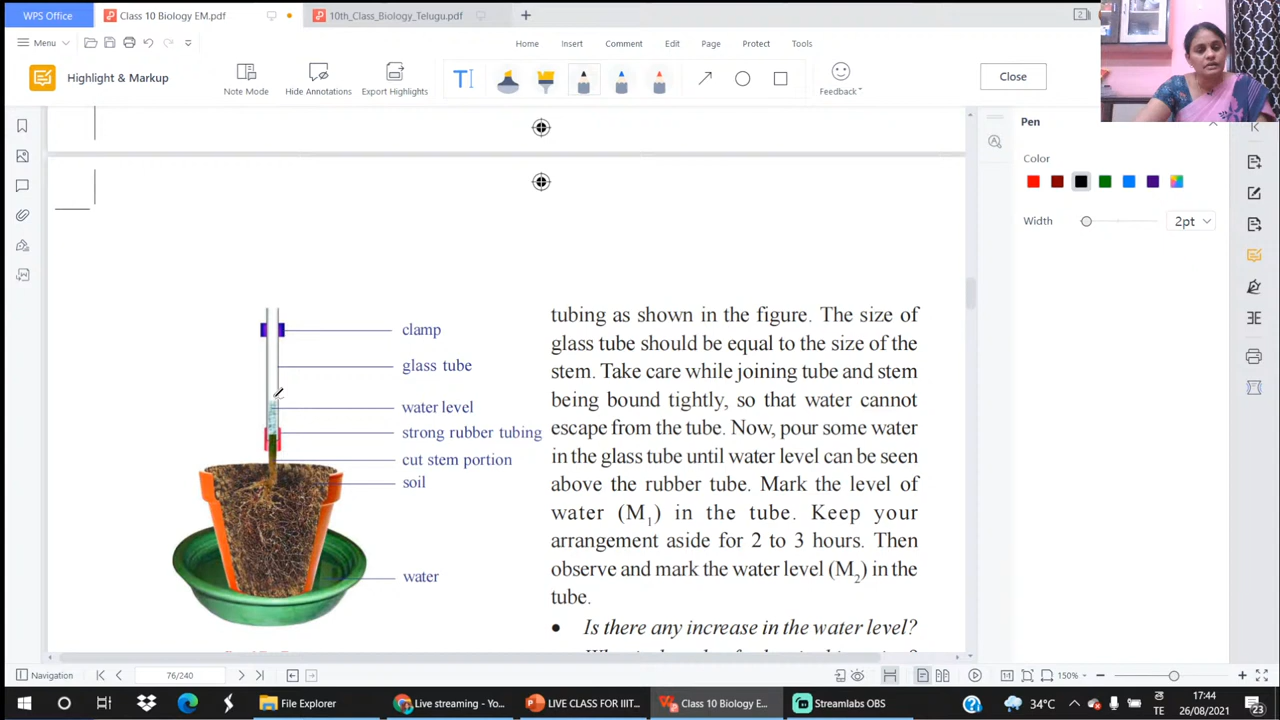 WPS Office
Class 10 Biology EM.pdf
10th_Class_Biology_Telugu.pdf
2
Menu
Home
Insert
Comment
Edit
Page
Protect
Tools
Highlight & Markup
Note Mode
Hide Annotations
Export Highlights
Feedback
Close
Pen
Color
Width
2pt
clamp
glass tube
water level
strong rubber tubing
cut stem portion
soil
water
tubing as shown in the figure. The size of
glass tube should be equal to the size of the
stem. Take care while joining tube and stem
being bound tightly, so that water cannot
escape from the tube. Now, pour some water
in the glass tube until water level can be seen
above the rubber tube. Mark the level of
water (M1) in the tube. Keep your
arrangement aside for 2 to 3 hours. Then
observe and mark the water level (M2) in the
tube.
• Is there any increase in the water level?
Navigation
76/240
150%
File Explorer
Live streaming - Yo...
LIVE CLASS FOR IIIT...
Class 10 Biology E...
Streamlabs OBS
34°C
TE
17:44
26/08/2021
23